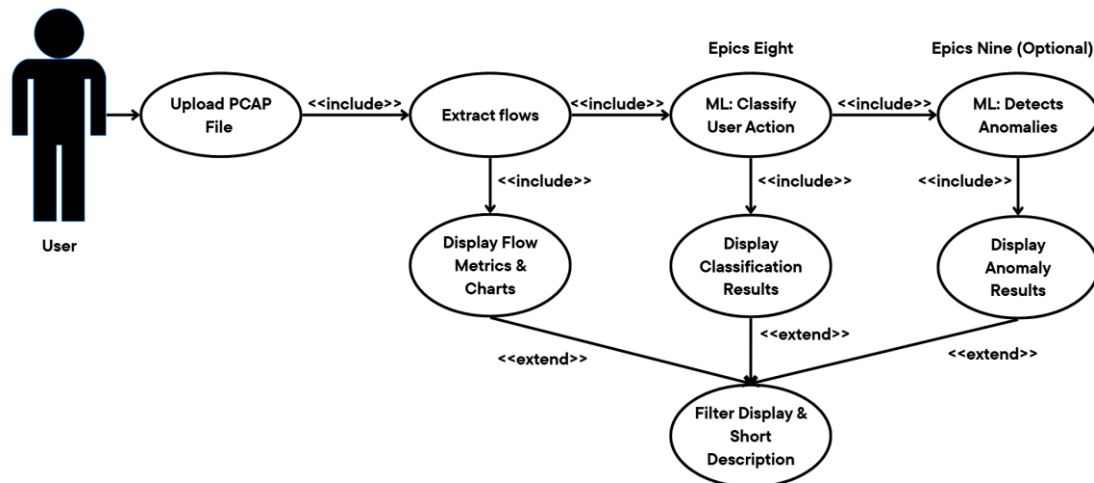 Epics Eight
Epics Nine (Optional)
Upload PCAP
File
<<include>>
Extract flows
<<include>>
ML: Classify
User Action
<<include>>
ML: Detects
Anomalies
User
<<include>>
<<include>>
<<include>>
Display Flow
Metrics &
Charts
Display
Classification
Results
Display
Anomaly
Results
<<extend>>
<<extend>>
<<extend>>
Filter Display &
Short
Description